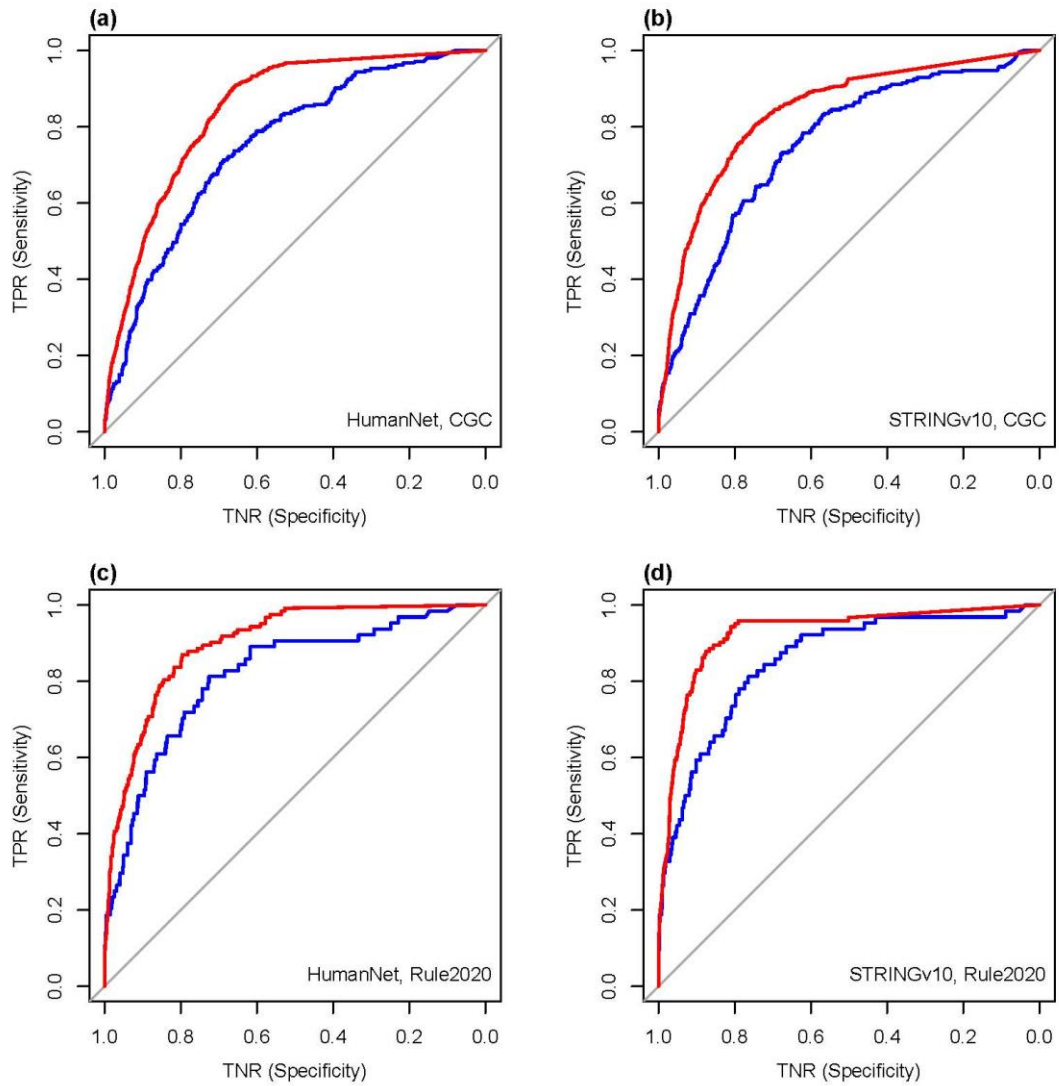 (a)
TPR (Sensitivity)
1.0
0.8
0.6
0.4
0.2
0.0
HumanNet, CGC
1.0 0.8 0.6 0.4 0.2 0.0
TNR (Specificity)
(b)
TPR (Sensitivity)
1.0
0.8
0.6
0.4
0.2
0.0
STRINGv10, CGC
1.0 0.8 0.6 0.4 0.2 0.0
TNR (Specificity)
(c)
TPR (Sensitivity)
1.0
0.8
0.6
0.4
0.2
0.0
HumanNet, Rule2020
1.0 0.8 0.6 0.4 0.2 0.0
TNR (Specificity)
(d)
TPR (Sensitivity)
1.0
0.8
0.6
0.4
0.2
0.0
STRINGv10, Rule2020
1.0 0.8 0.6 0.4 0.2 0.0
TNR (Specificity)